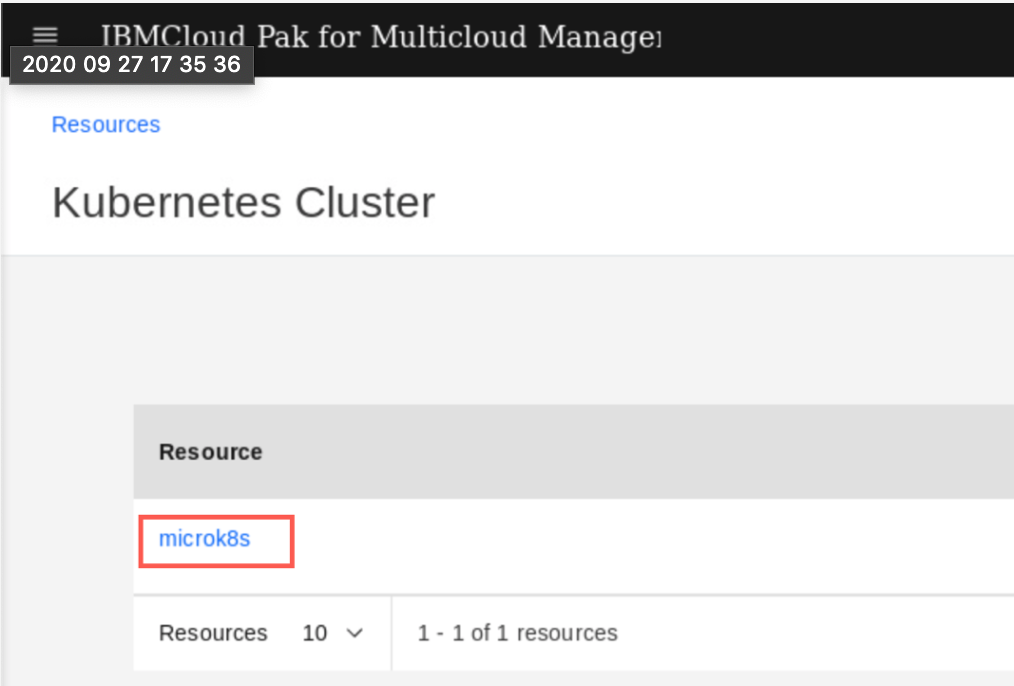 IBMCloud Pak for Multicloud Manager
2020 09 27 17 35 36
Resources
Kubernetes Cluster
Resource
microk8s
Resources 10 1 - 1 of 1 resources